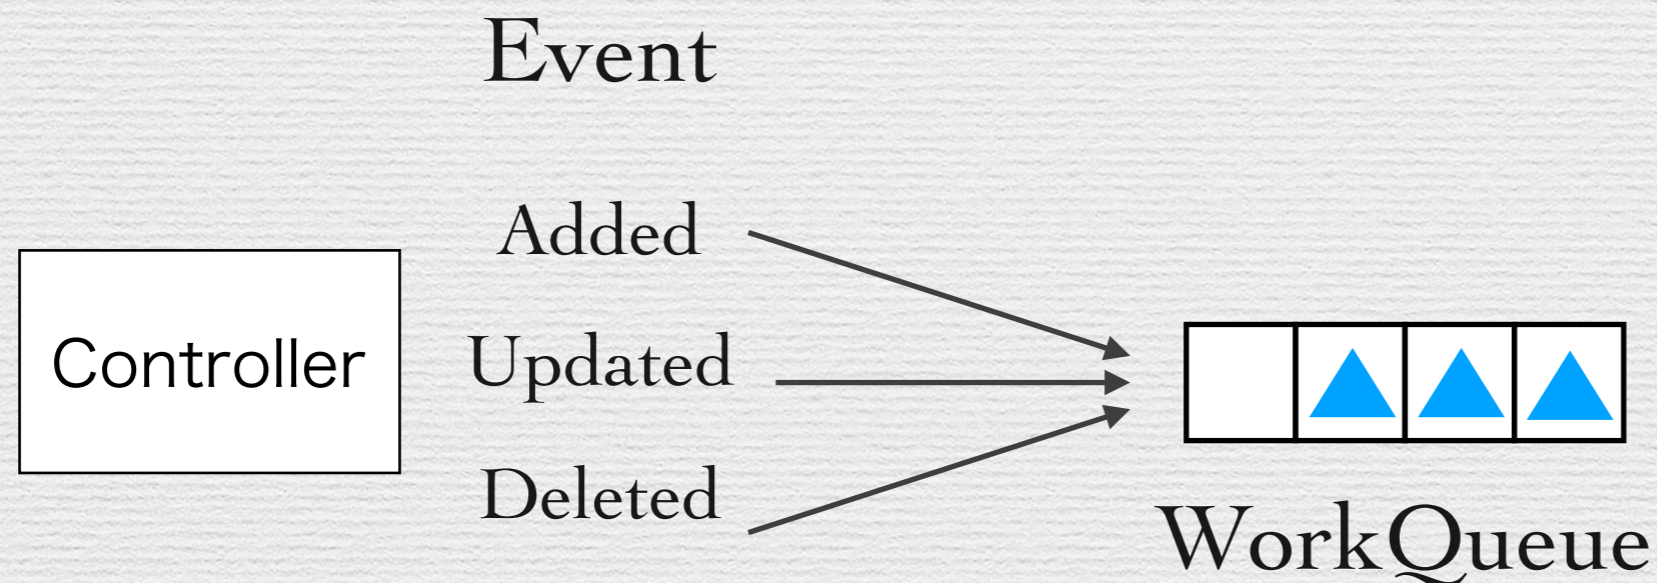 Event
Added
Controller
Updated
Deleted
WorkQueue